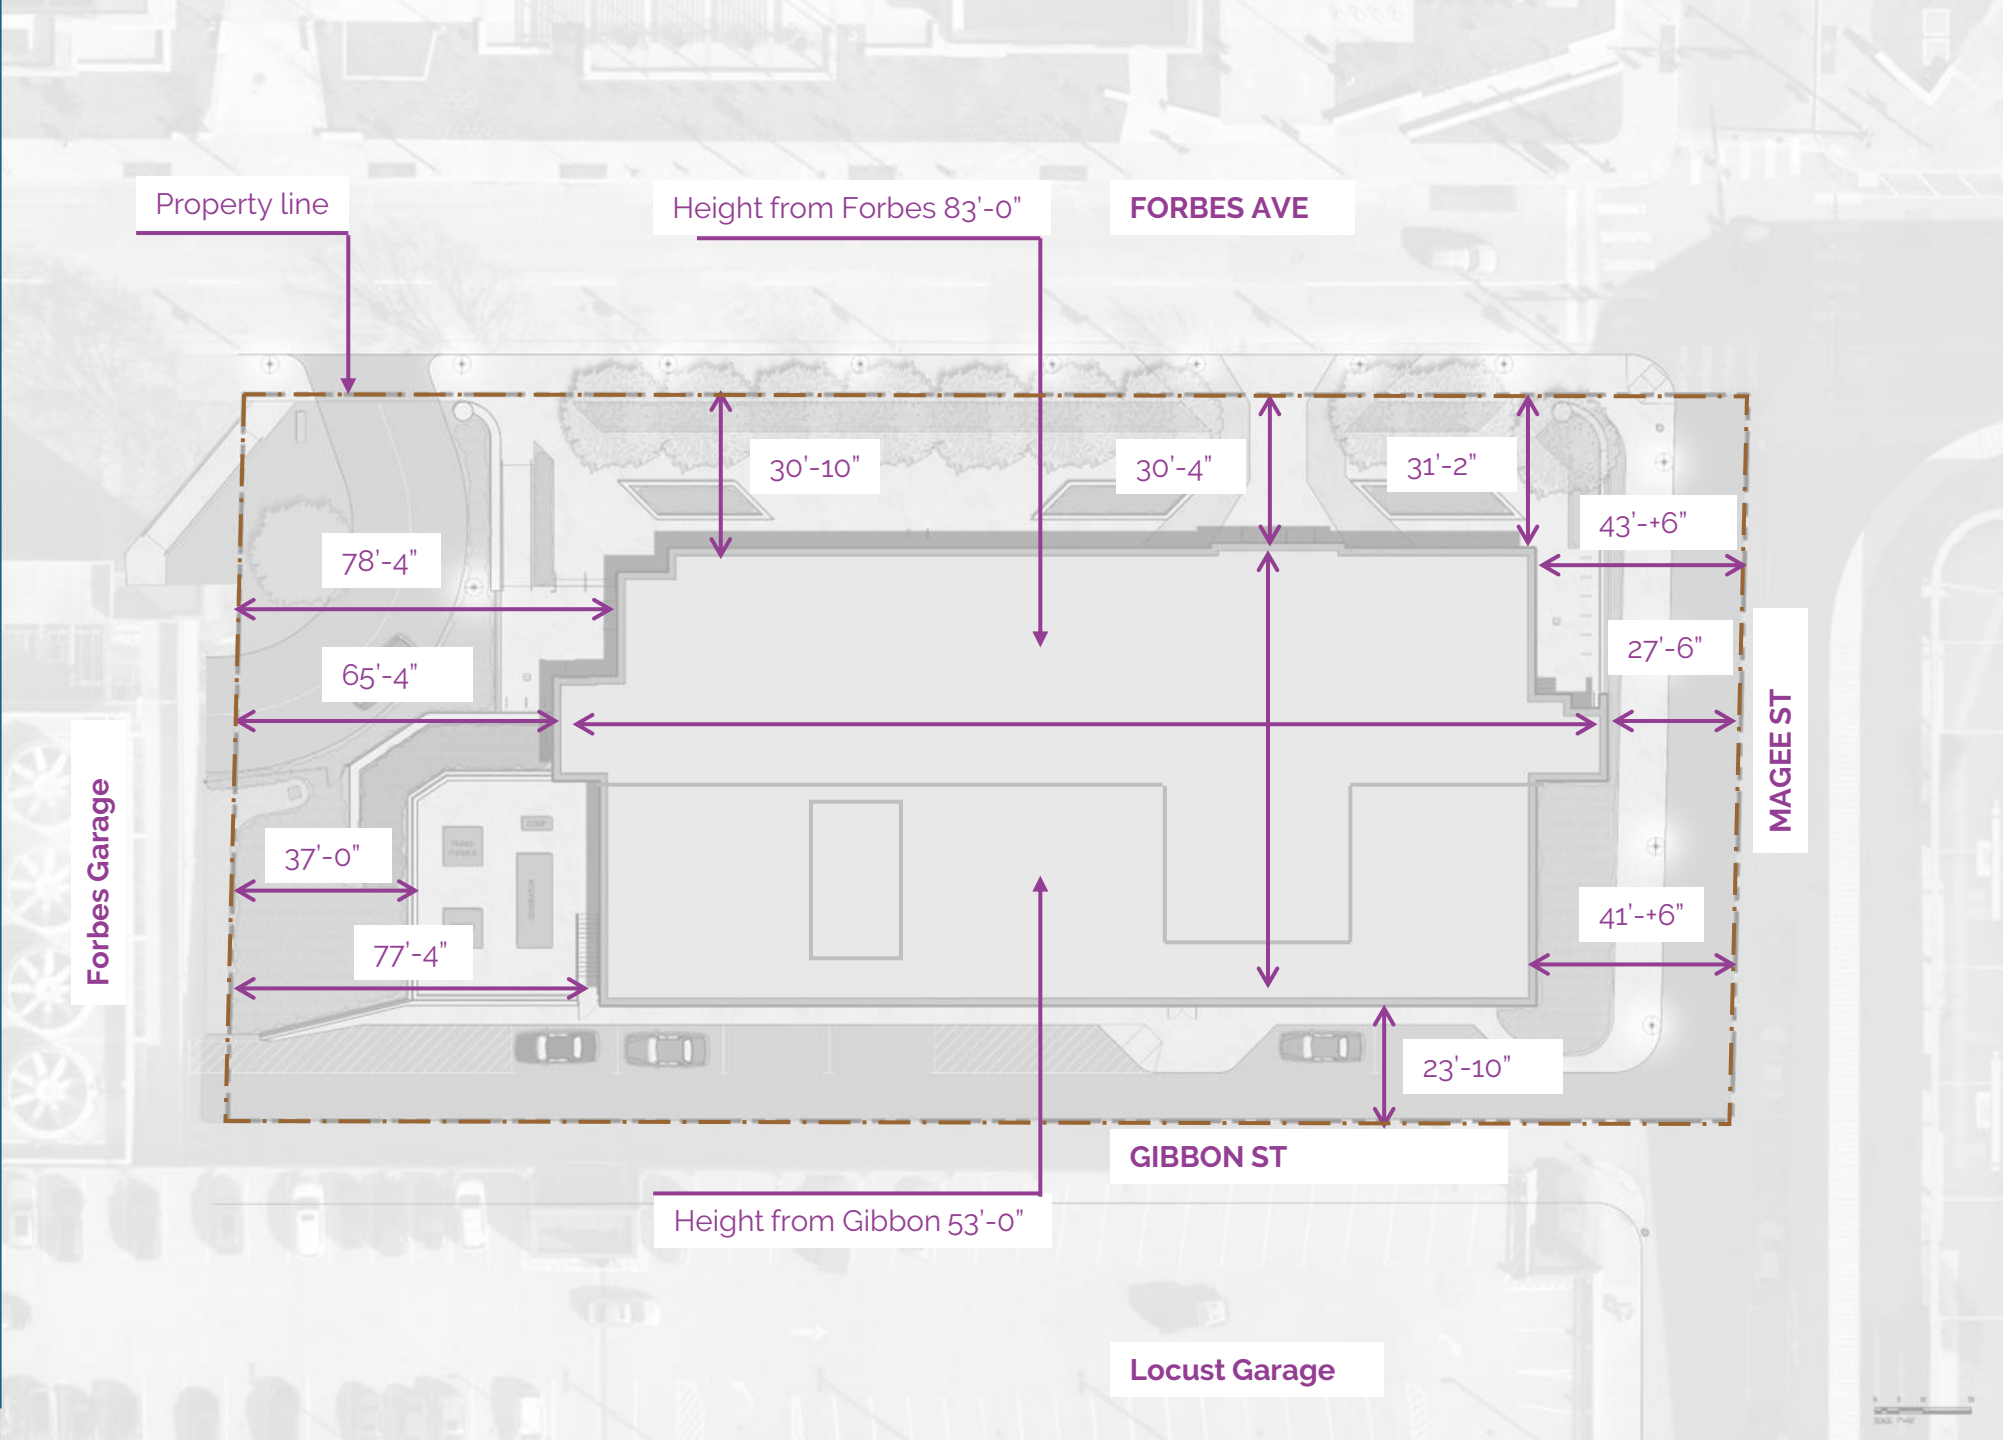 Property line
Height from Forbes 83'-0"
FORBES AVE
30'-10"
30'-4"
31'-2"
43'-+6"
78'-4"
27'-6"
65'-4"
MAGEE ST
Forbes Garage
37'-0"
41'-+6"
77'-4"
23'-10"
GIBBON ST
Height from Gibbon 53'-0"
Locust Garage